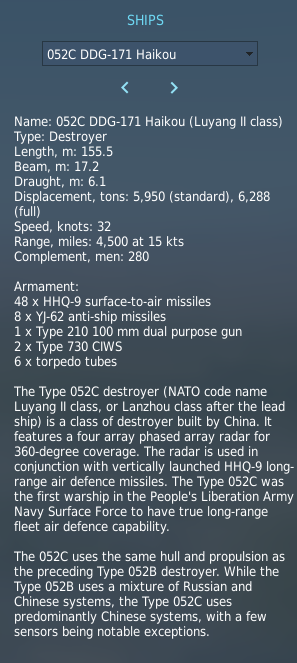 SHIPS
052C DDG-171 Haikou
Name: 052C DDG-171 Haikou (Luyang II class)
Type: Destroyer
Length, m: 155.5
Beam, m: 17.2
Draught, m: 6.1
Displacement, tons: 5,950 (standard), 6,288
(full)
Speed, knots: 32
Range, miles: 4,500 at 15 kts
Complement, men: 280
Armament:
48 x HHQ-9 surface-to-air missiles
8 x YJ-62 anti-ship missiles
1 x Type 210 100 mm dual purpose gun
2 x Type 730 CIWS
6 x torpedo tubes
The Type 052C destroyer (NATO code name
Luyang II class, or Lanzhou class after the lead
ship) is a class of destroyer built by China. It
features a four array phased array radar for
360-degree coverage. The radar is used in
conjunction with vertically launched HHQ-9 long-
range air defence missiles. The Type 052C was
the first warship in the People's Liberation Army
Navy Surface Force to have true long-range
fleet air defence capability.
The 052C uses the same hull and propulsion as
the preceding Type 052B destroyer. While the
Type 052B uses a mixture of Russian and
Chinese systems, the Type 052C uses
predominantly Chinese systems, with a few
sensors being notable exceptions.